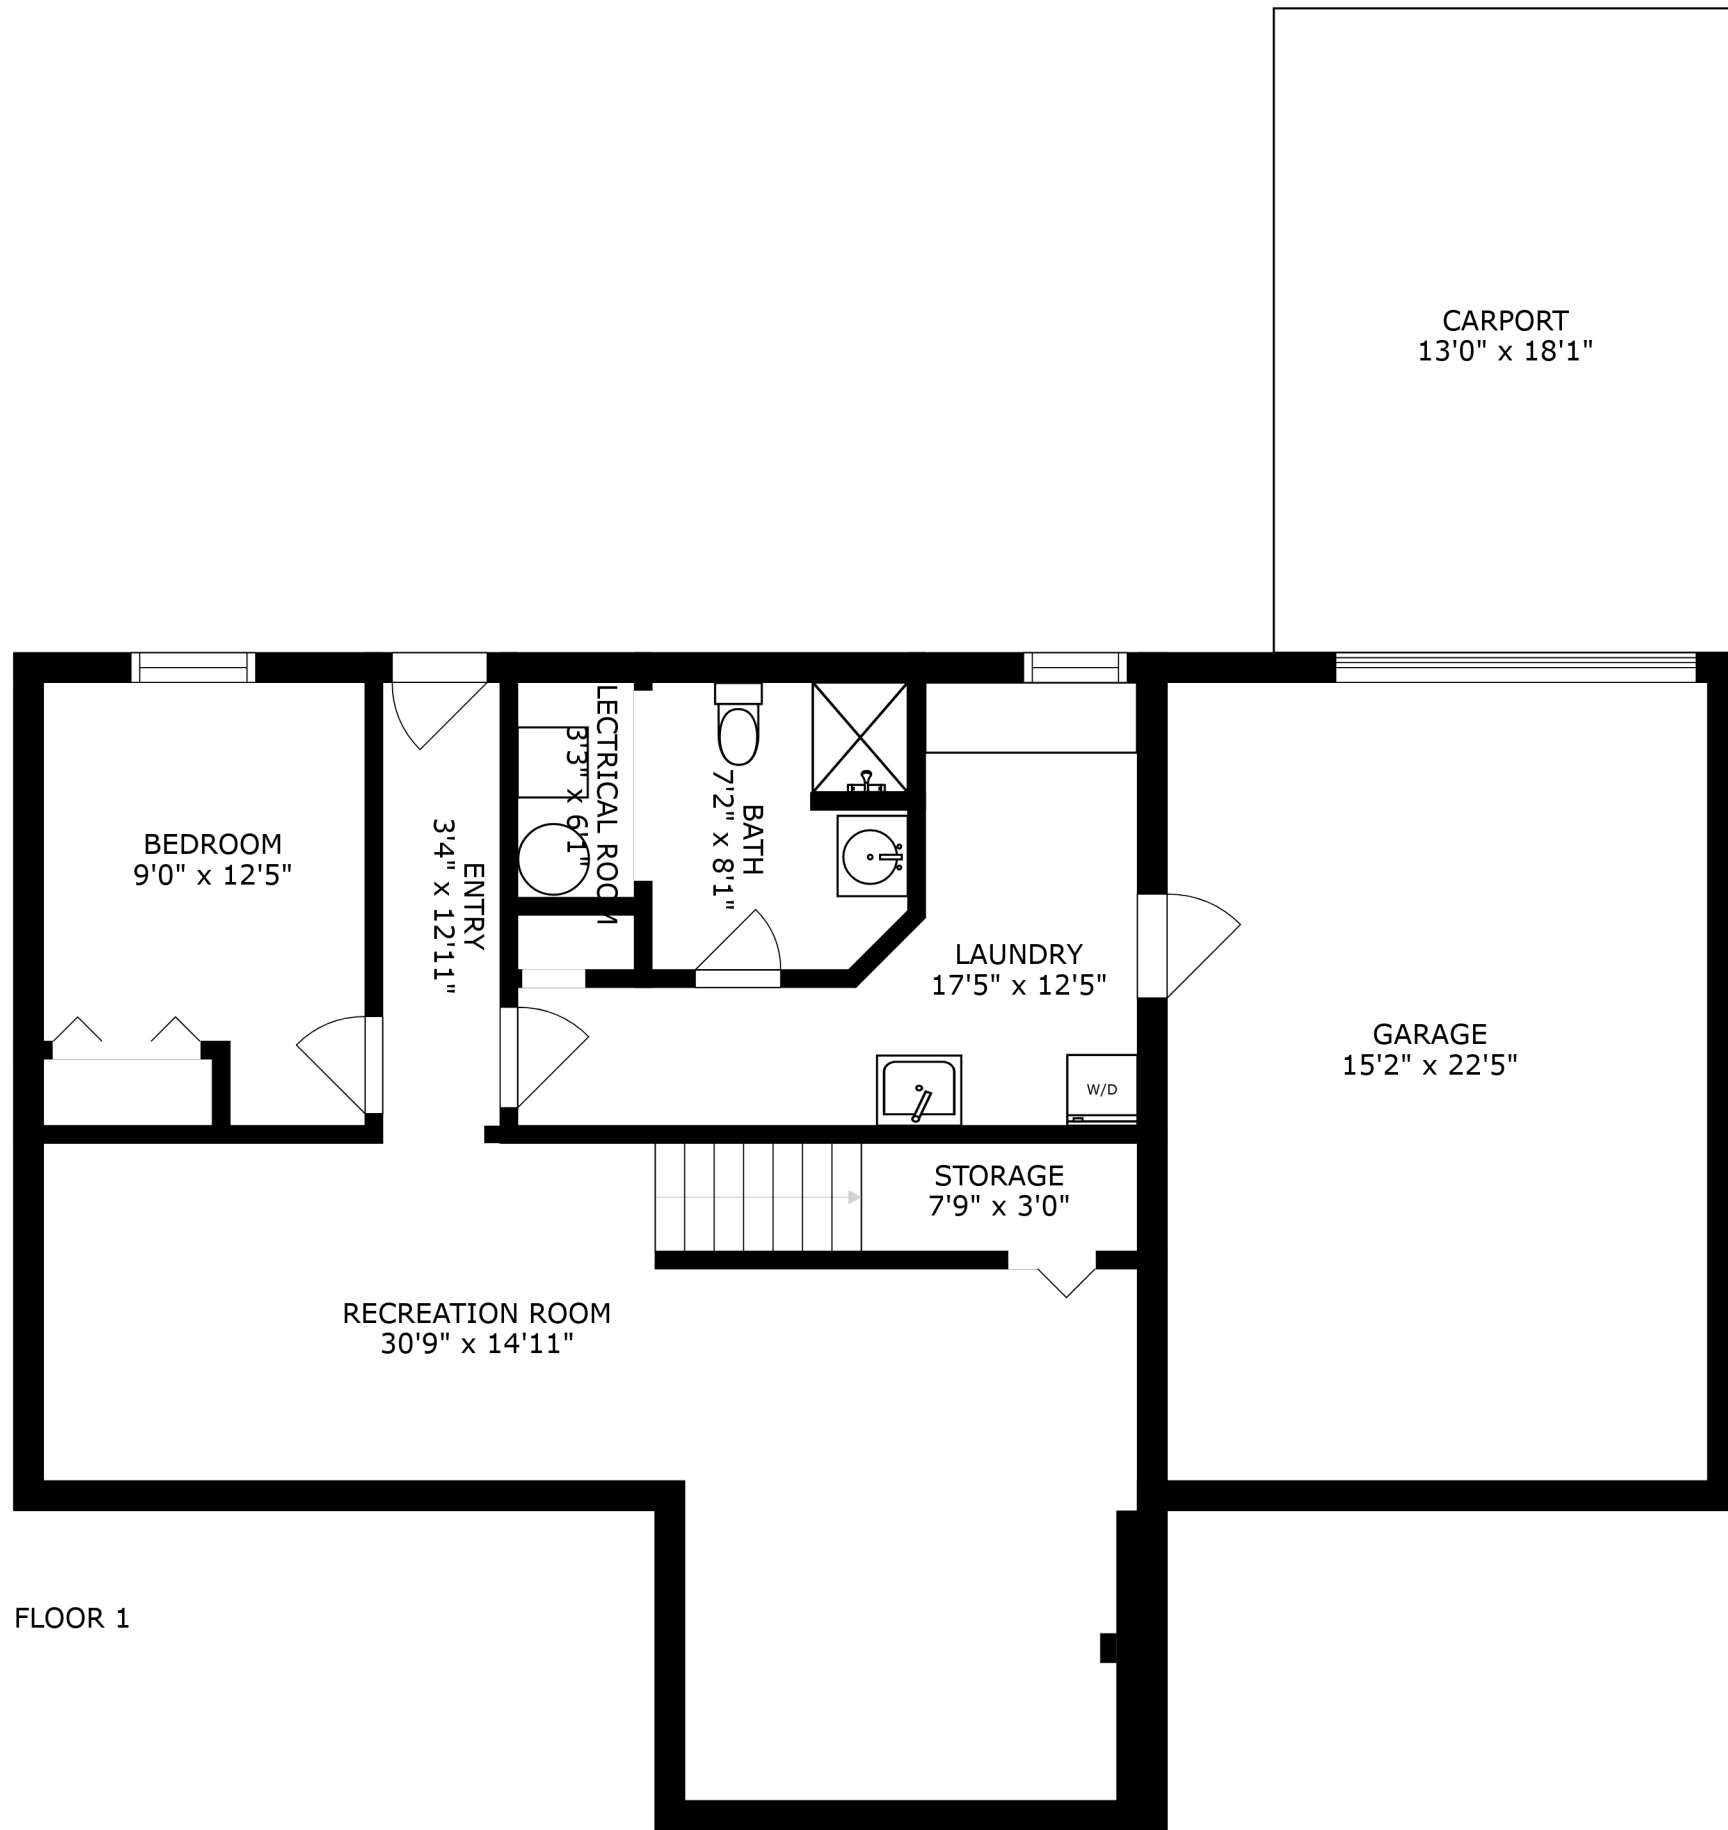 CARPORT
13'0" x 18'1"
BEDROOM
9'0" x 12'5"
ENTRY
3'4" x 12'11"
LECTRICAL ROOM
3'3" x 6'1"
BATH
7'2" x 8'1"
LAUNDRY
17'5" x 12'5"
W/D
GARAGE
15'2" x 22'5"
STORAGE
7'9" x 3'0"
RECREATION ROOM
30'9" x 14'11"
FLOOR 1